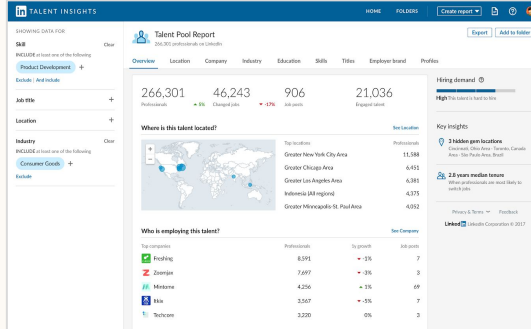 in TALENT INSIGHTS
HOME FOLDERS Create report
SHOWING DATA FOR
Skill Clear
INCLUDE at least one of the following
Product Development +
Exclude | And include
Job title +
Location +
Industry Clear
INCLUDE at least one of the following
Consumer Goods +
Exclude
Talent Pool Report
266,301 professionals on LinkedIn
Export Add to folder
Overview Location Company Industry Education Skills Titles Employer brand Profiles
266,301 46,243 906 21,036
Professionals 5% Changed jobs -17% Job posts Engaged talent
Where is this talent located? See Location
Top locations Professionals
Greater New York City Area 11,588
Greater Chicago Area 6,451
Greater Los Angeles Area 6,381
Indonesia (All regions) 4,375
Greater Minneapolis-St. Paul Area 4,052
Who is employing this talent? See Company
Top companies Professionals 1y growth Job posts
Freshing 8,591 -1% 7
Zoomjax 7,697 -3% 3
Mintome 4,256 1% 69
Itkix 3,567 -5% 7
Techcore 3,220 0% 3
Hiring demand
High This talent is hard to hire
Key insights
3 hidden gem locations
Cincinnati, Ohio Area · Toronto, Canada
Area · São Paulo Area, Brazil
2.8 years median tenure
When professionals are most likely to
switch jobs
Privacy & Terms Feedback
Linked in LinkedIn Corporation © 2017